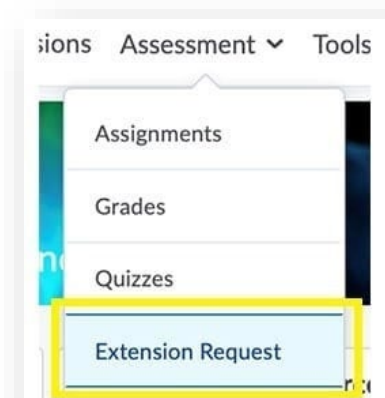 Assessment Tools
Assignments
Grades
Quizzes
Extension Request